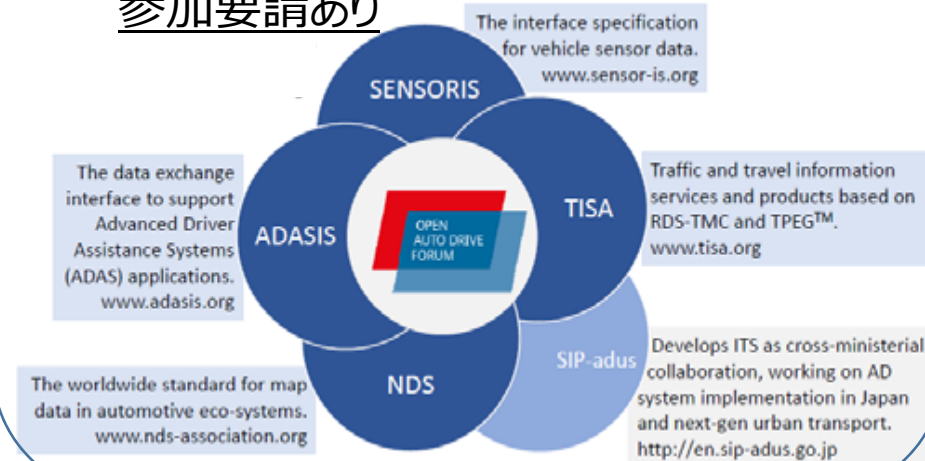 参加要請あり
The interface specification
for vehicle sensor data.
www.sensor-is.org
SENSORIS
The data exchange
interface to support
Advanced Driver
Assistance Systems
(ADAS) applications.
www.adasis.org
ADASIS
OPEN
AUTO DRIVE
FORUM
TISA
Traffic and travel information
services and products based on
RDS-TMC and TPEG™.
www.tisa.org
SIP-adus
Develops ITS as cross-ministerial
collaboration, working on AD
system implementation in Japan
and next-gen urban transport.
http://en.sip-adus.go.jp
NDS
The worldwide standard for map
data in automotive eco-systems.
www.nds-association.org